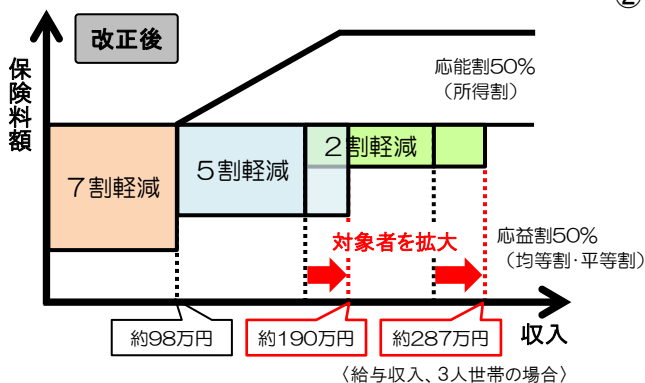 ②
改正後
保険料額
応能割50%
（所得割）
7割軽減
5割軽減
2割軽減
対象者を拡大
応益割50%
（均等割・平等割）
約98万円
約190万円
約287万円
収入
〈給与収入、3人世帯の場合〉